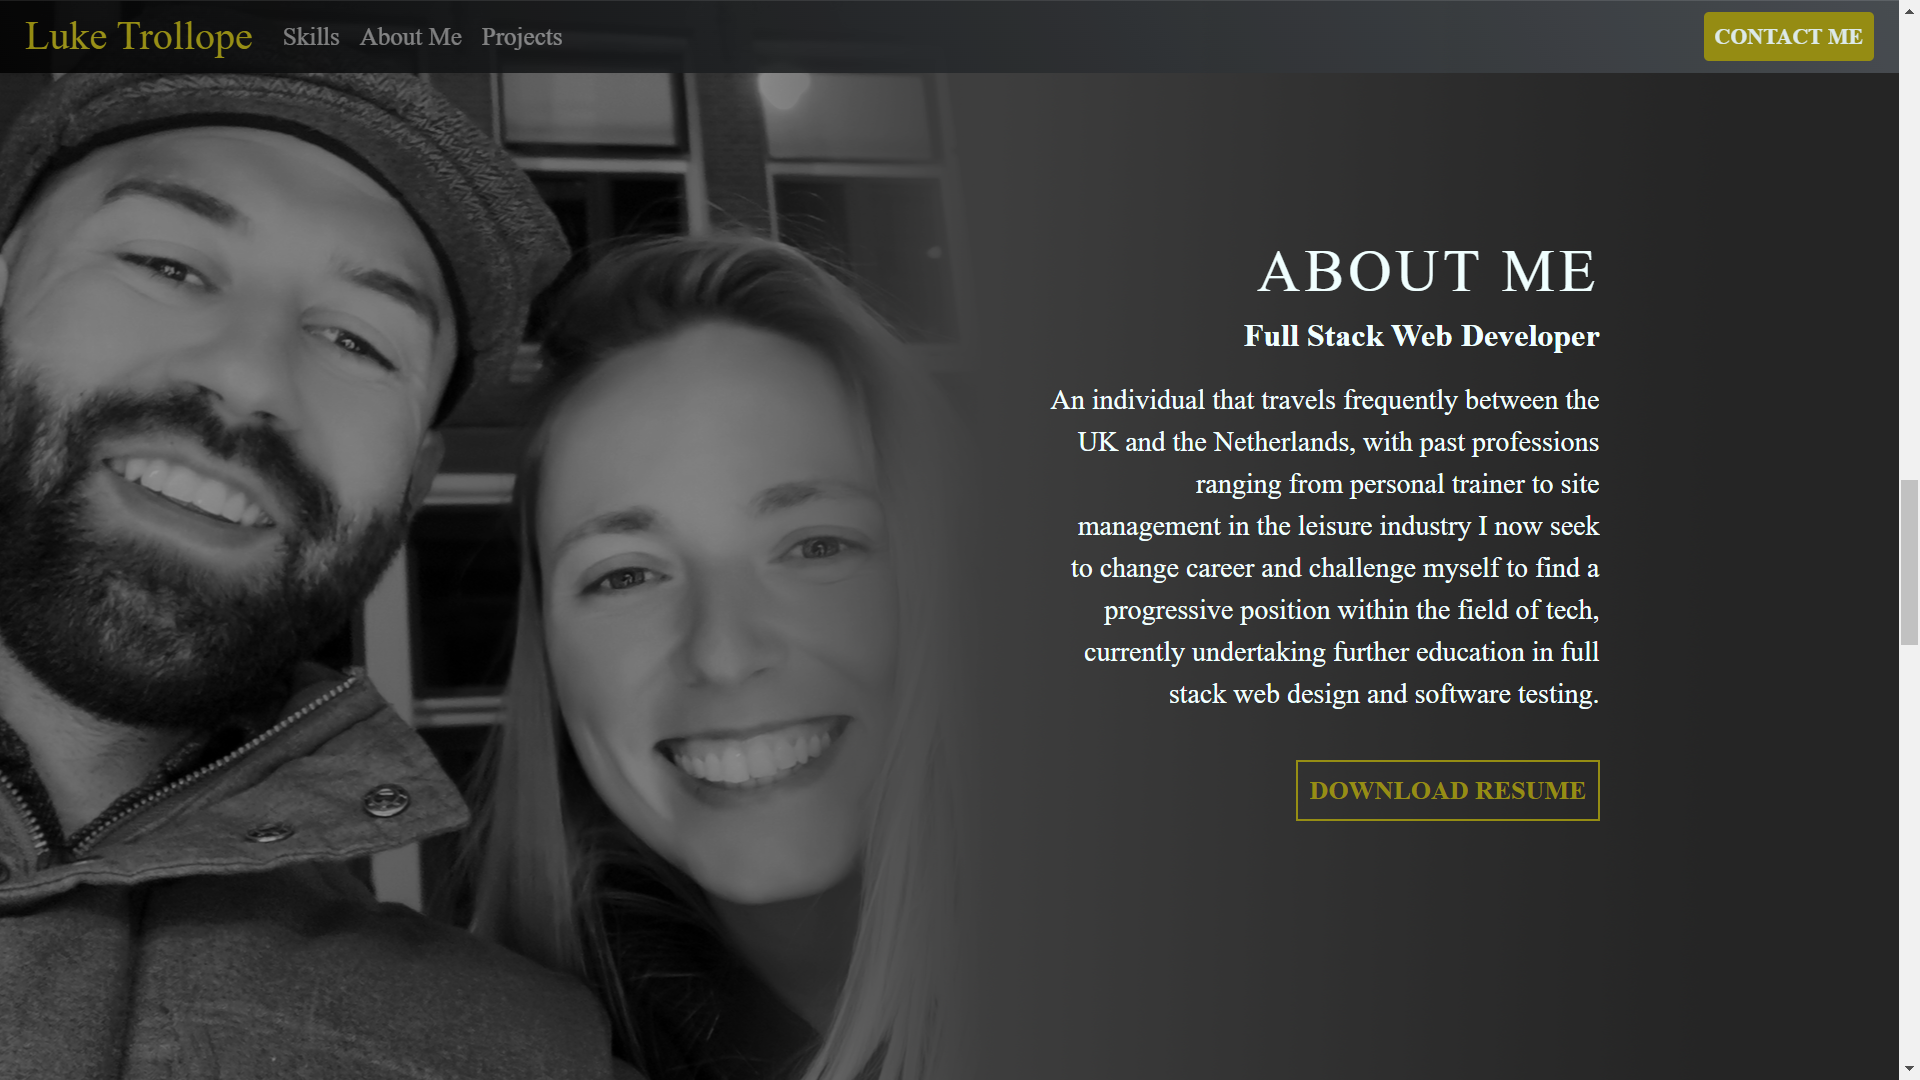 Luke Trollope Skills About Me Projects CONTACT ME
ABOUT ME
Full Stack Web Developer
An individual that travels frequently between the
UK and the Netherlands, with past professions
ranging from personal trainer to site
management in the leisure industry I now seek
to change career and challenge myself to find a
progressive position within the field of tech,
currently undertaking further education in full
stack web design and software testing.
DOWNLOAD RESUME